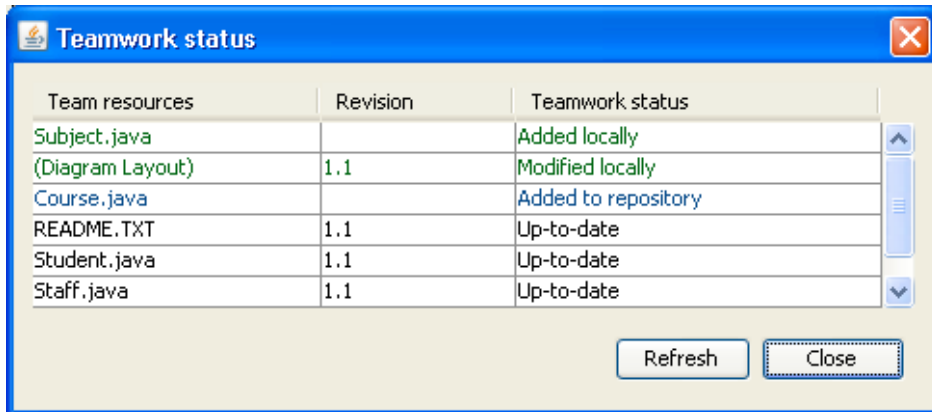 Teamwork status
Team resources Revision Teamwork status
Subject.java Added locally
(Diagram Layout) 1.1 Modified locally
Course.java Added to repository
README.TXT 1.1 Up-to-date
Student.java 1.1 Up-to-date
Staff.java 1.1 Up-to-date
Refresh Close